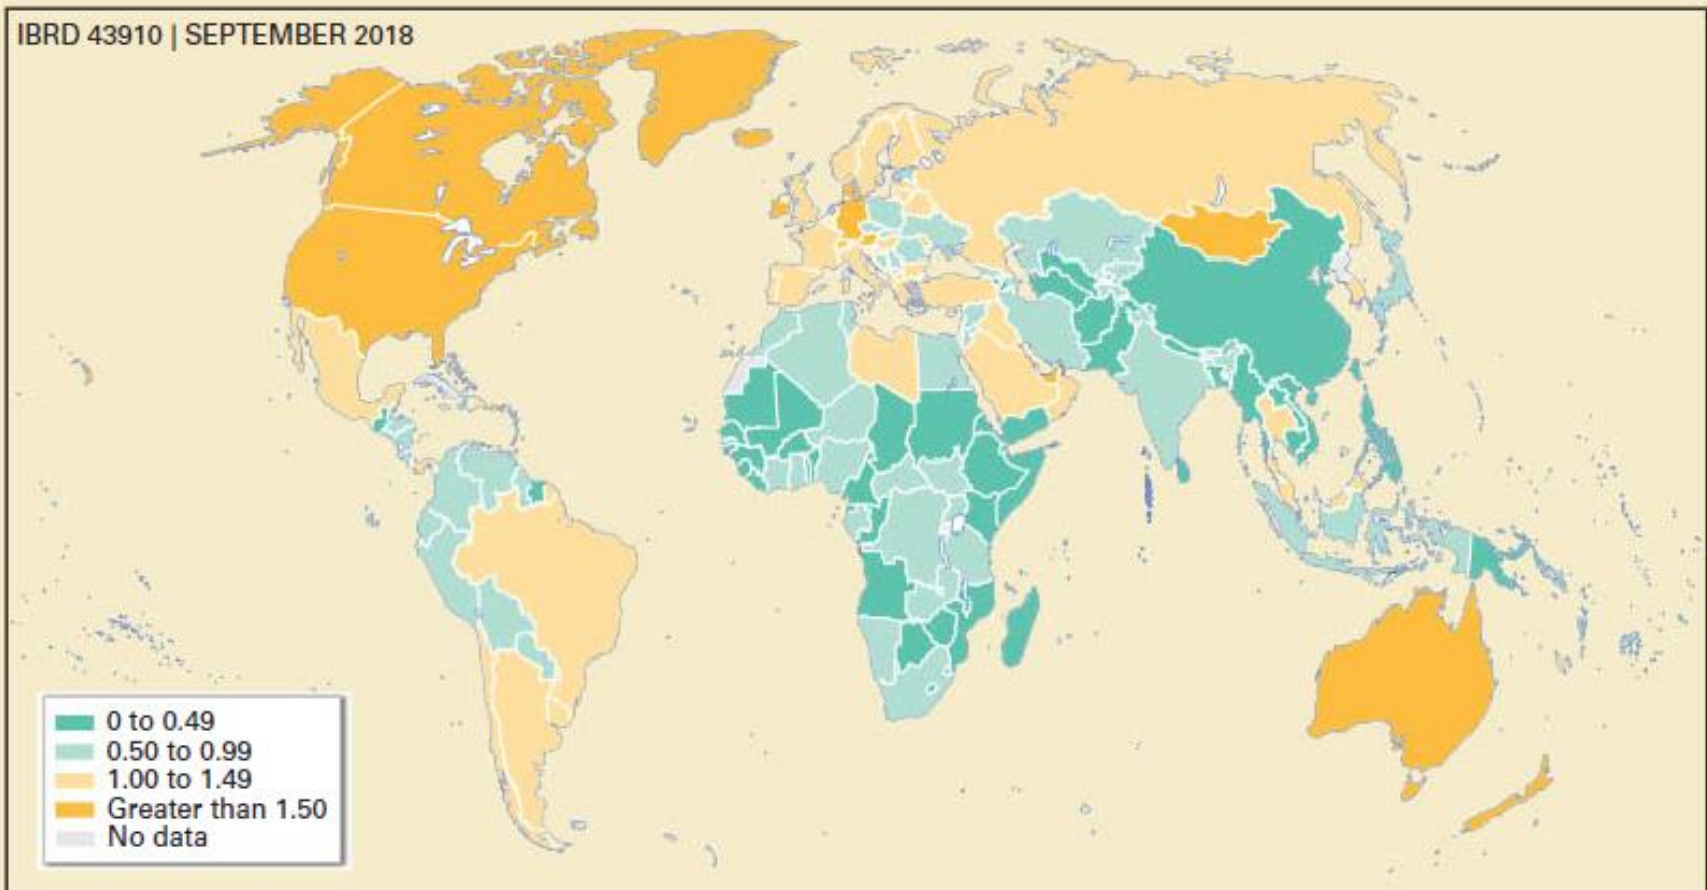 IBRD 43910 | SEPTEMBER 2018
0 to 0.49
0.50 to 0.99
1.00 to 1.49
Greater than 1.50
No data